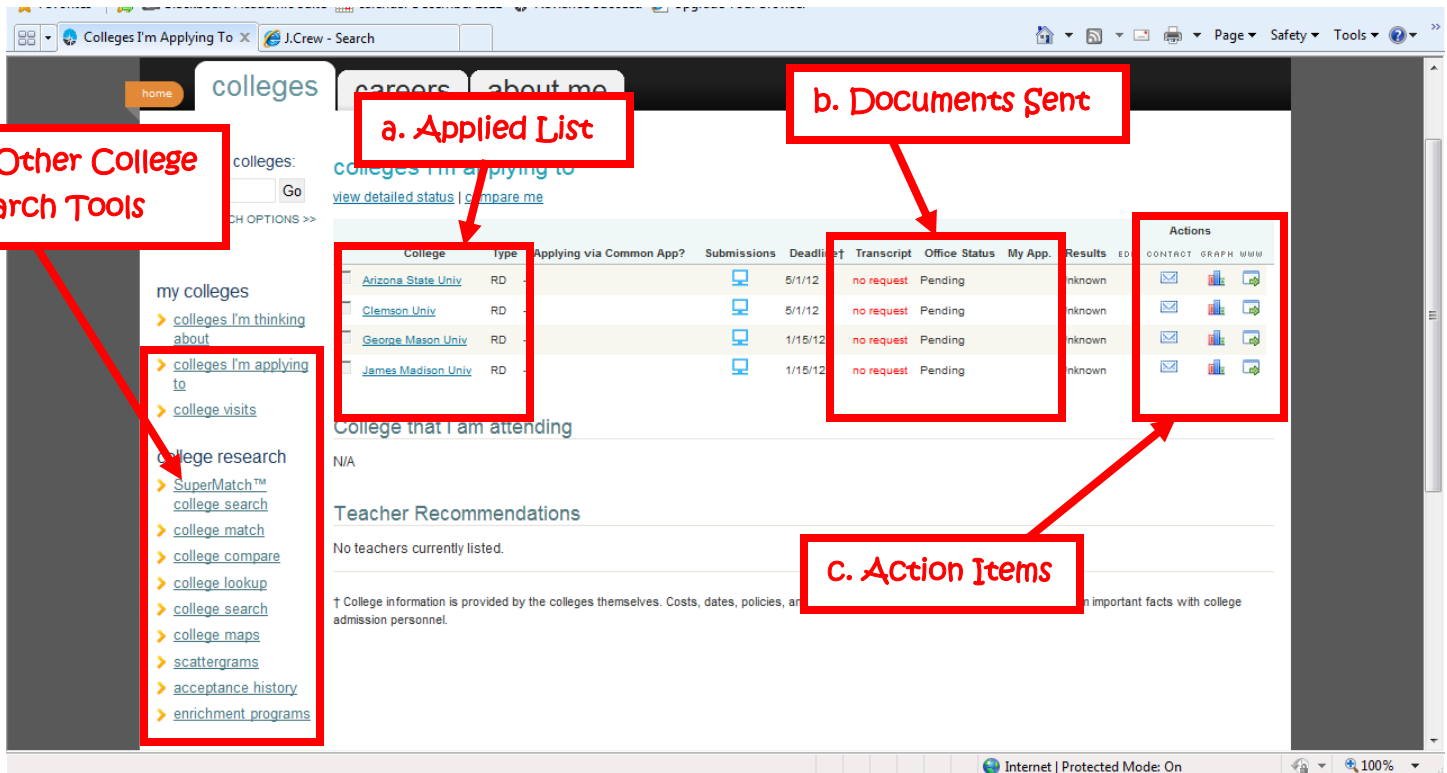 Colleges I'm Applying To
J.Crew - Search
Page Safety Tools
home
colleges
careers
about me
a. Applied List
b. Documents Sent
Other College
Tools
colleges:
Go
OPTIONS >>
colleges I'm applying to
view detailed status | compare me
Actions
College Type Applying via Common App? Submissions Deadline† Transcript Office Status My App. Results CONTACT GRAPH WWW
Arizona State Univ RD - 5/1/12 no request Pending Unknown
Clemson Univ RD - 5/1/12 no request Pending Unknown
George Mason Univ RD - 1/15/12 no request Pending Unknown
James Madison Univ RD - 1/15/12 no request Pending Unknown
my colleges
colleges I'm thinking
about
colleges I'm applying
to
college visits
college research
SuperMatch™
college search
college match
college compare
college lookup
college search
college maps
scattergrams
acceptance history
enrichment programs
College that I am attending
N/A
Teacher Recommendations
No teachers currently listed.
c. Action Items
† College information is provided by the colleges themselves. Costs, dates, policies, important facts with college
admission personnel.
Internet | Protected Mode: On
100%